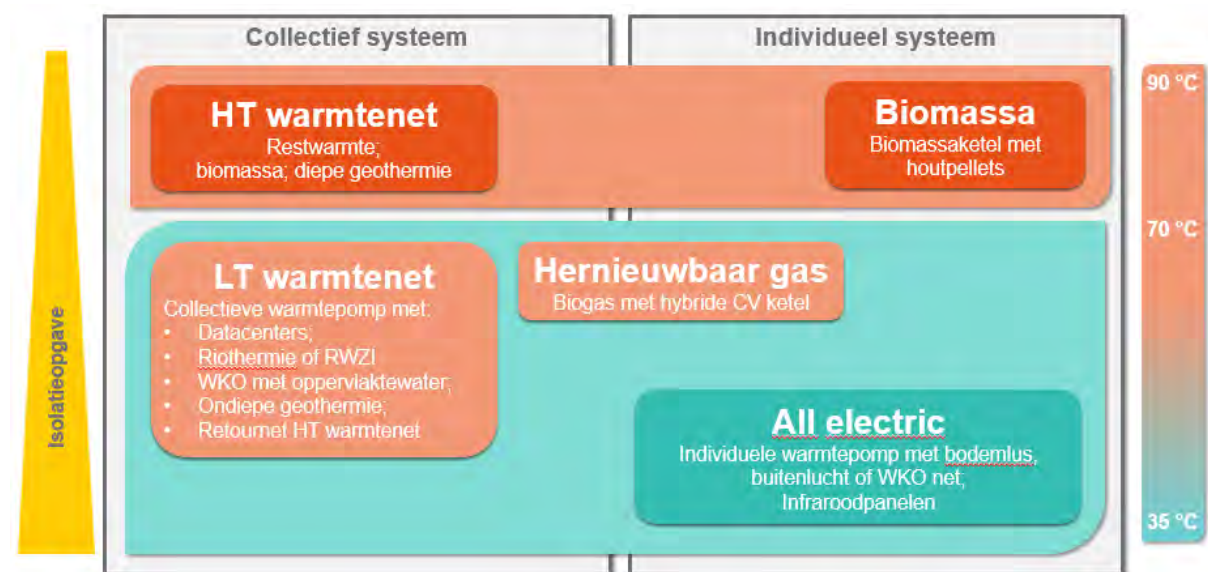 Collectief systeem
Individueel systeem
HT warmtenet
Restwarmte;
biomassa; diepe geothermie
Biomassa
Biomassaketel met
houtpellets
90 °C
70 °C
35 °C
LT warmtenet
Collectieve warmtepomp met:
• Datacenters;
• Riothermie of RWZI
• WKO met oppervlaktewater;
• Ondiepe geothermie;
• Retournet HT warmtenet
Hernieuwbaar gas
Biogas met hybride CV ketel
All electric
Individuele warmtepomp met bodemlus,
buitenlucht of WKO net;
Infraroodpanelen
Isolatieopgave